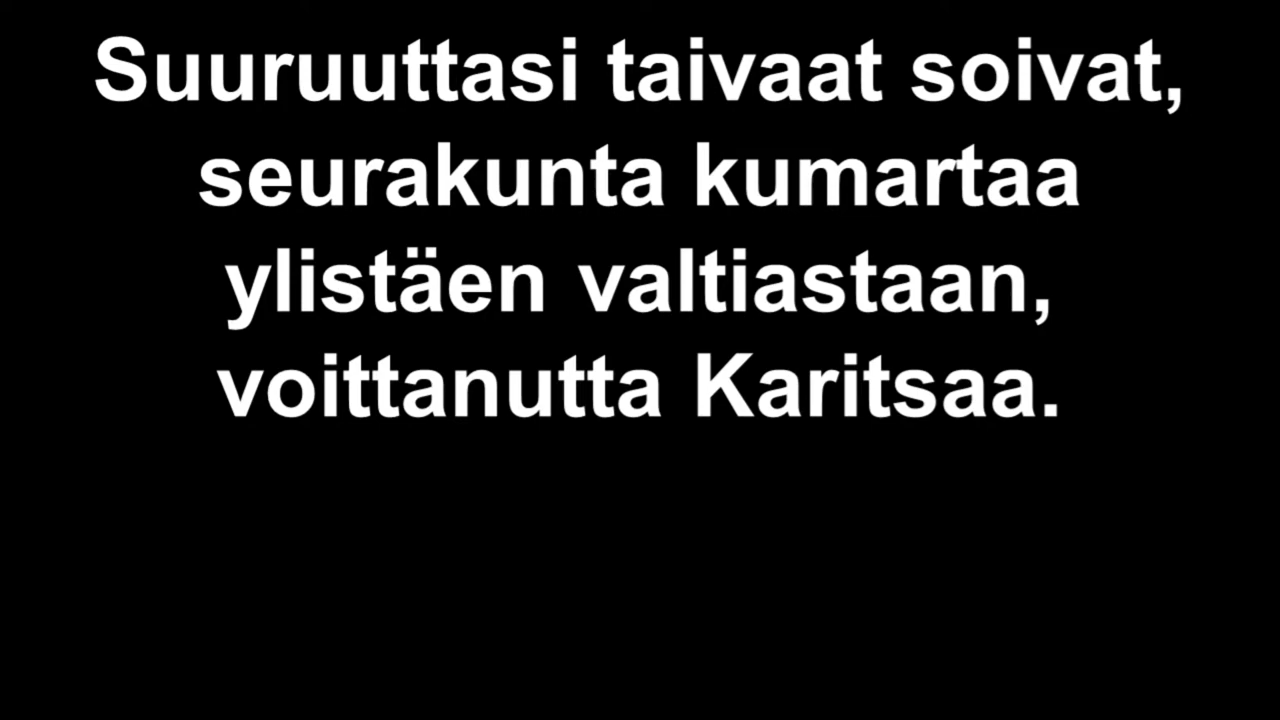 Suuruuttasi taivaat soivat,
seurakunta kumartaa
ylistäen valtiastaan,
voittanutta Karitsaa.